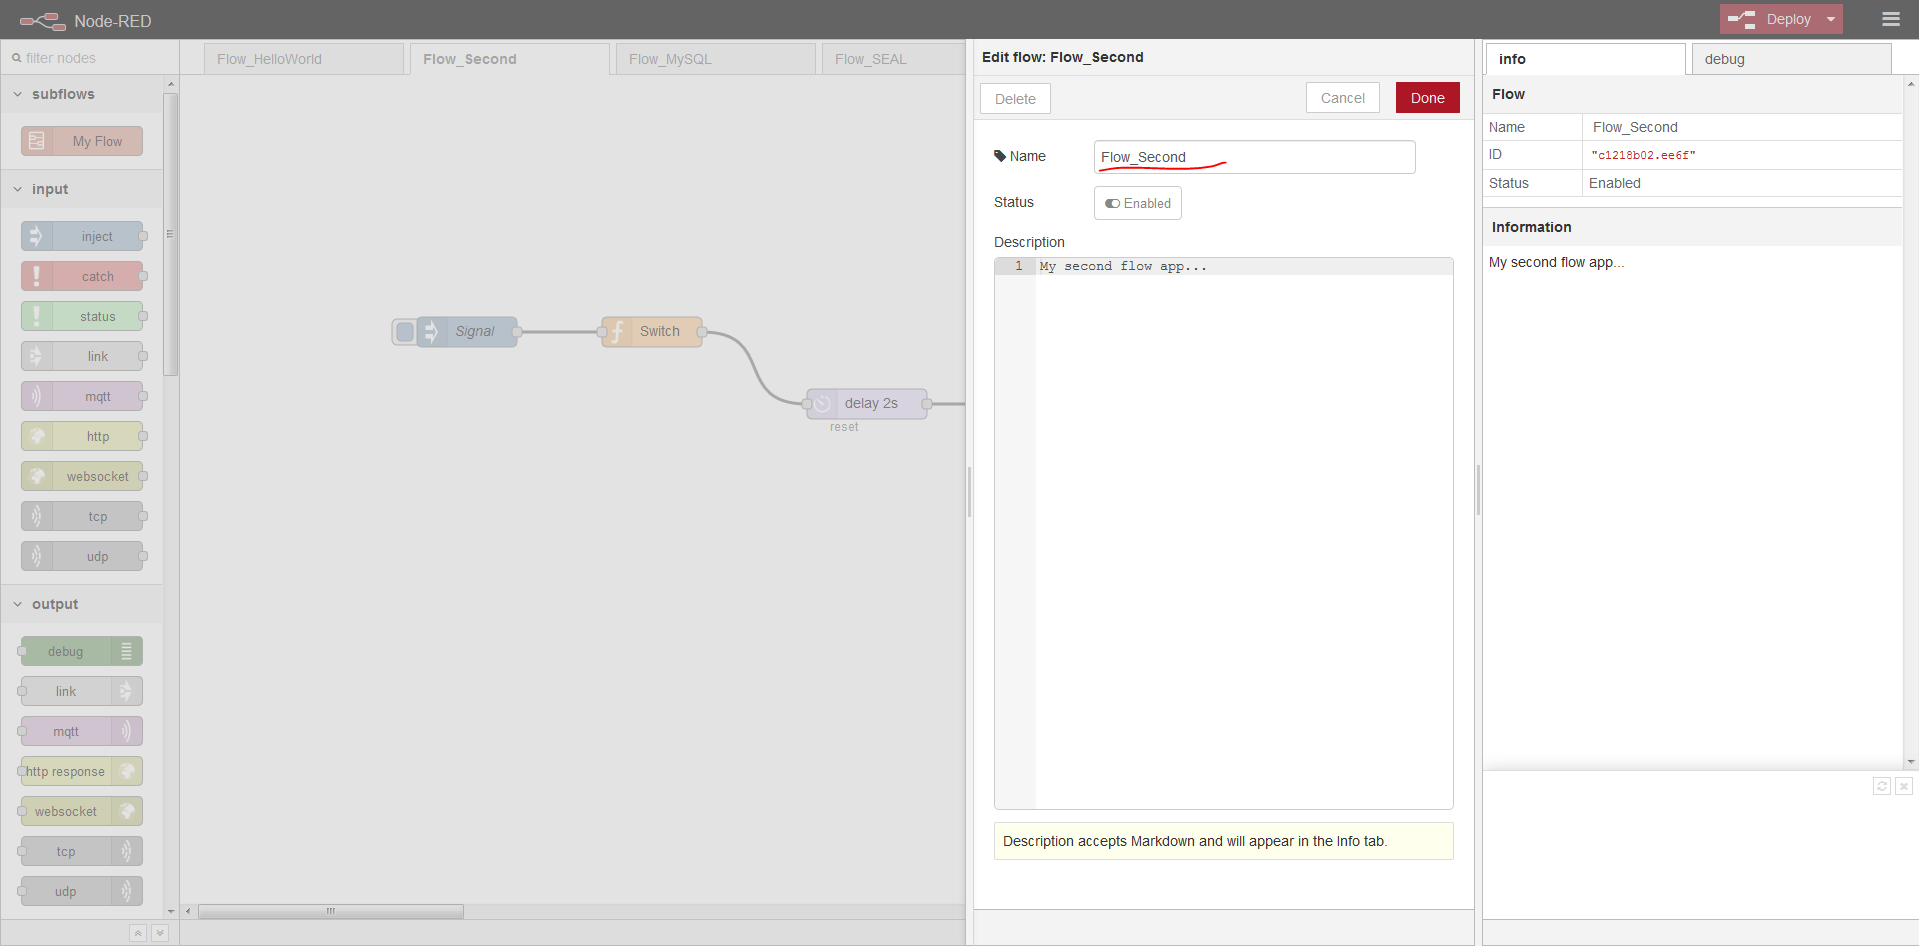 Node-RED
Deploy
filter nodes
Flow_HelloWorld
Flow_Second
Flow_MySQL
Flow_SEAL
subflows
My Flow
input
inject
catch
status
link
mqtt
http
websocket
tcp
udp
output
debug
link
mqtt
http response
websocket
tcp
udp
Signal
Switch
delay 2s
reset
Edit flow: Flow_Second
Delete
Cancel
Done
Name
Flow_Second
Status
Enabled
Description
1 My second flow app...
Description accepts Markdown and will appear in the Info tab.
info
debug
Flow
Name Flow_Second
ID "c1218b02.ee6f"
Status Enabled
Information
My second flow app...